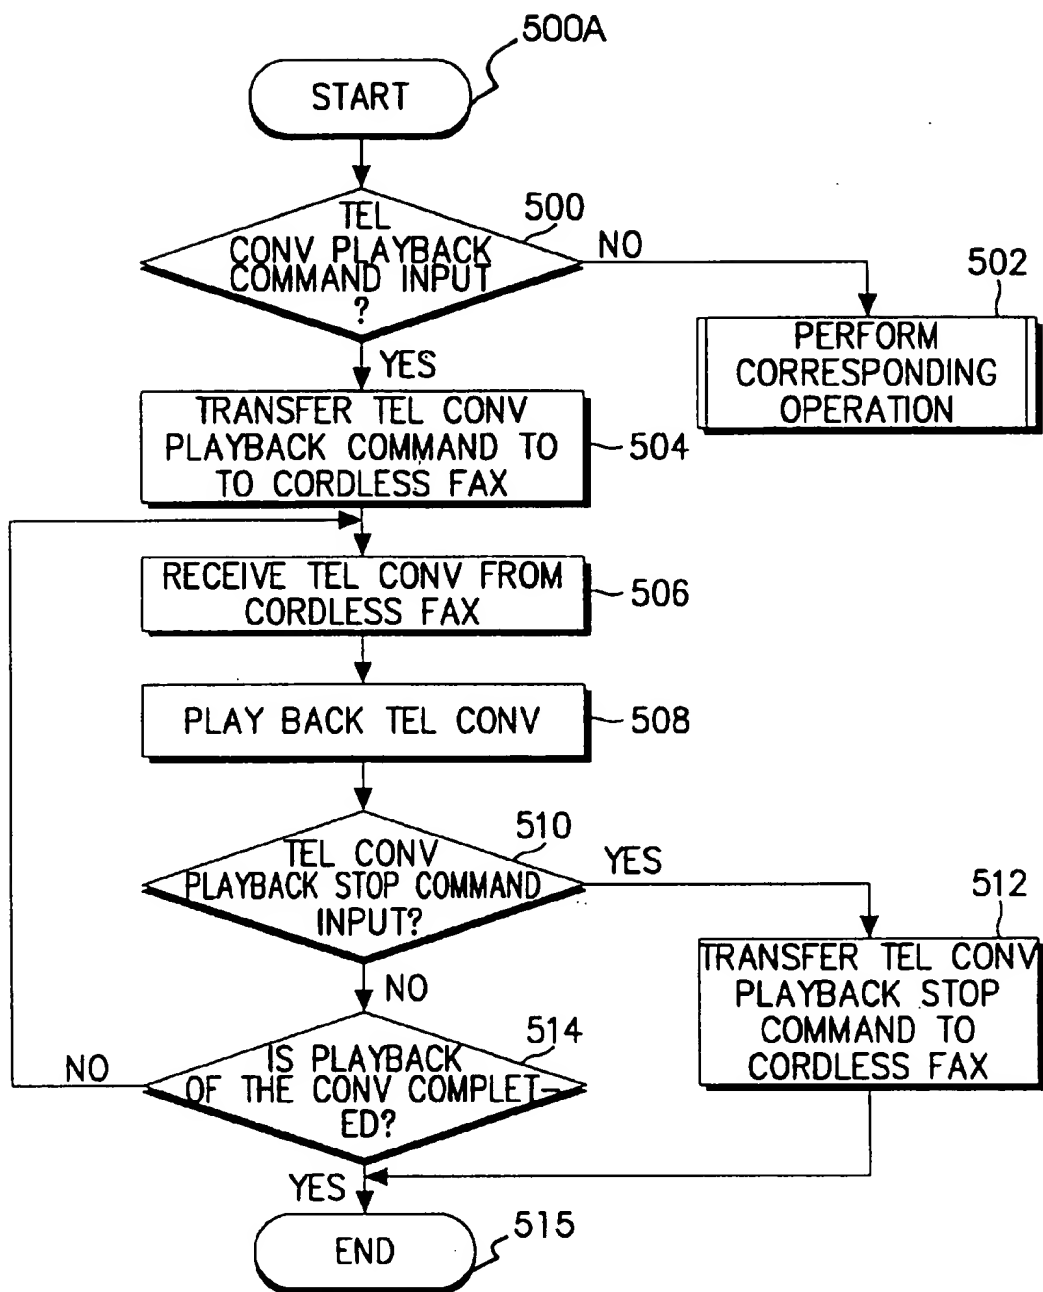 500A
START
500
TEL
CONV PLAYBACK
COMMAND INPUT
?
NO
502
PERFORM
CORRESPONDING
OPERATION
YES
TRANSFER TEL CONV
PLAYBACK COMMAND TO
TO CORDLESS FAX
504
RECEIVE TEL CONV FROM
CORDLESS FAX
506
PLAY BACK TEL CONV
508
510
TEL CONV
PLAYBACK STOP COMMAND
INPUT?
YES
512
TRANSFER TEL CONV
PLAYBACK STOP
COMMAND TO
CORDLESS FAX
NO
514
IS PLAYBACK
OF THE CONV COMPLET-
ED?
NO
YES
END
515